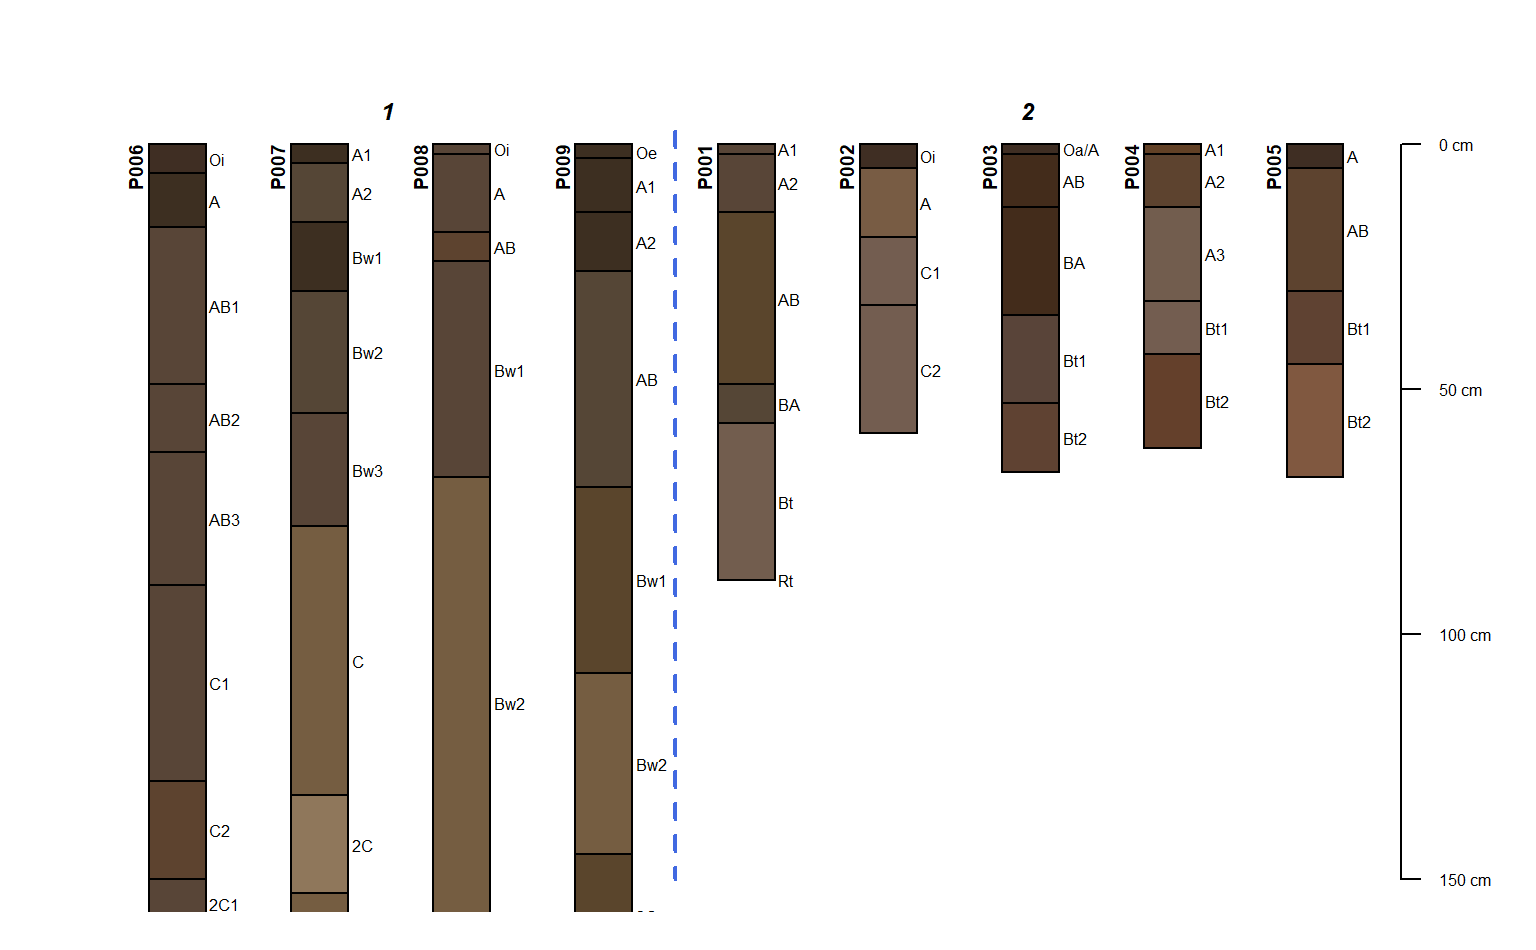 1
2
P006
Oi
A
AB1
AB2
AB3
C1
C2
2C1
P007
A1
A2
Bw1
Bw2
Bw3
C
2C
P008
Oi
A
AB
Bw1
Bw2
P009
Oe
A1
A2
AB
Bw1
Bw2
P001
A1
A2
AB
BA
Bt
Rt
P002
Oi
A
C1
C2
P003
Oa/A
AB
BA
Bt1
Bt2
P004
A1
A2
A3
Bt1
Bt2
P005
A
AB
Bt1
Bt2
0 cm
50 cm
100 cm
150 cm